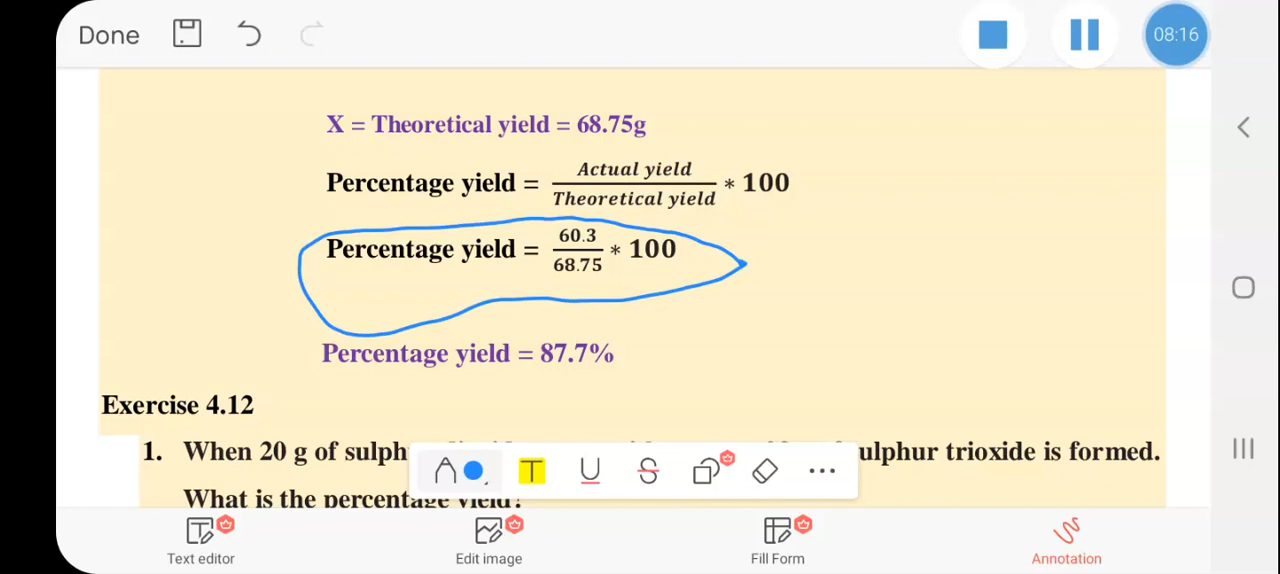 Done
08:16
X = Theoretical yield = 68.75g
Percentage yield = Actual yield / Theoretical yield * 100
Percentage yield = 60.3 / 68.75 * 100
Percentage yield = 87.7%
Exercise 4.12
1. When 20 g of sulph ulphur trioxide is formed.
What is the percentage yield?
T U S
Text editor
Edit image
Fill Form
Annotation